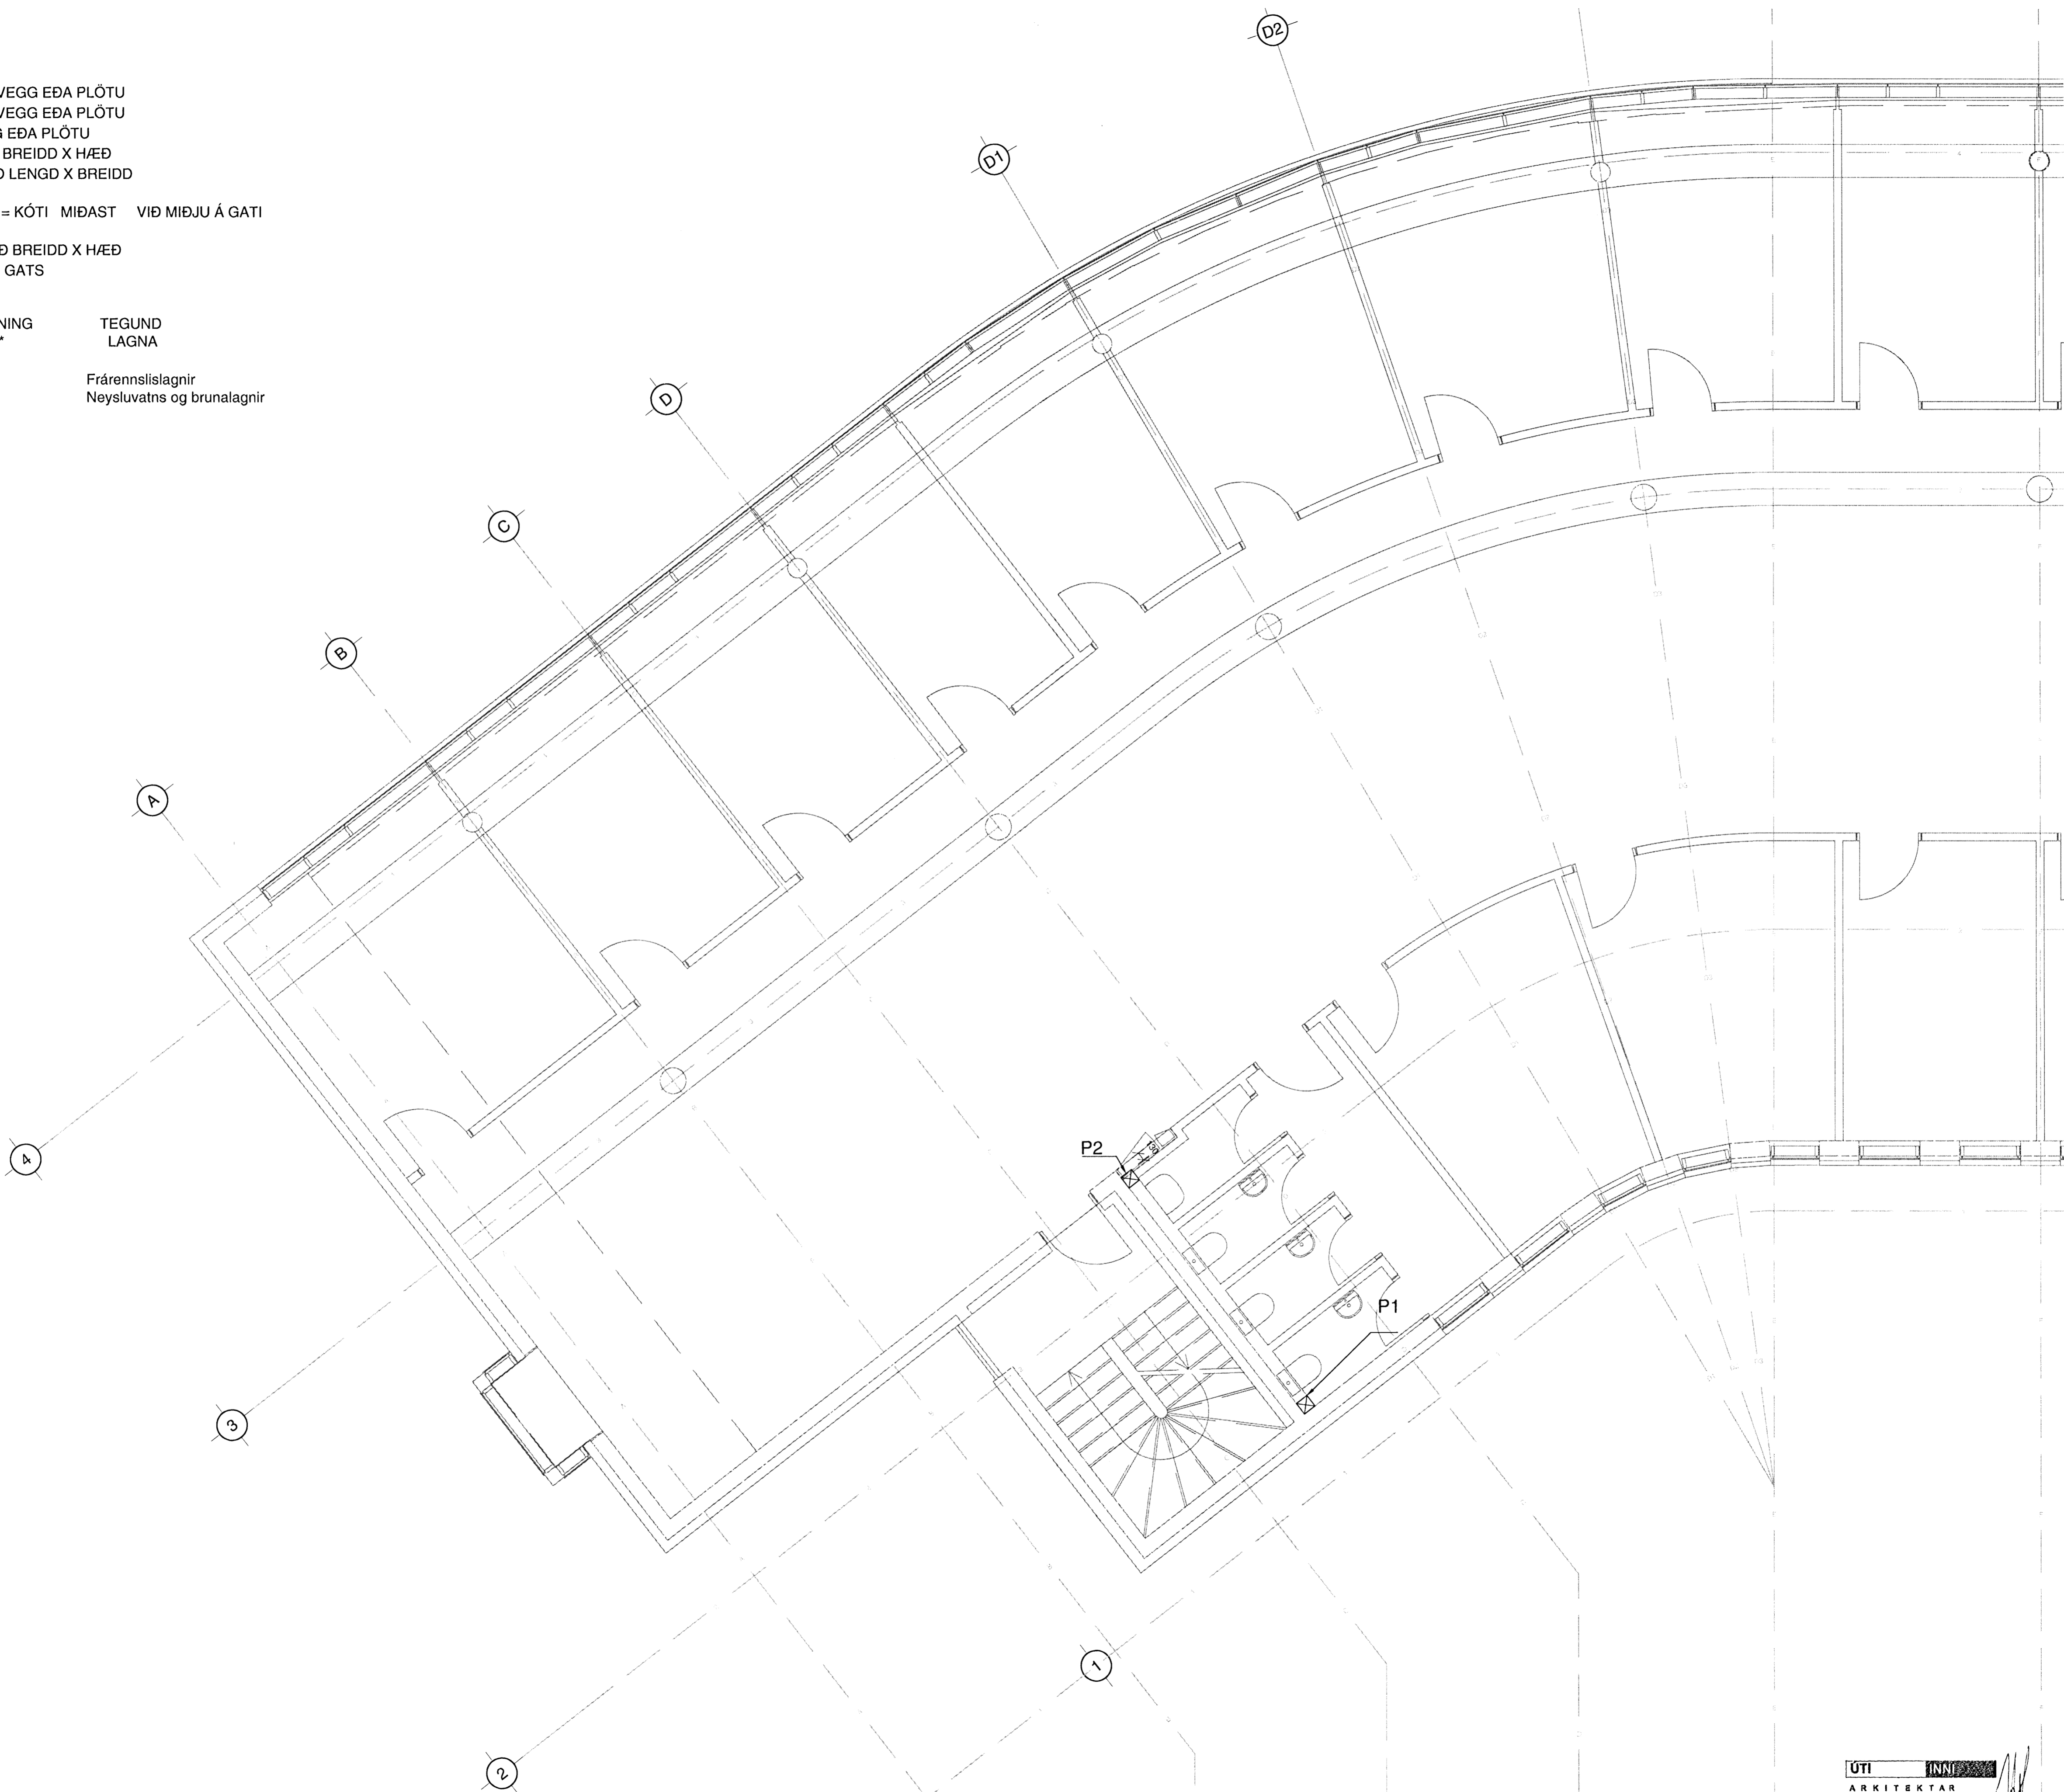 VEGG EÐA PLÖTU
VEGG EÐA PLÖTU
EÐA PLÖTU
BREIDD X HÆÐ
LENGD X BREIDD
= KÓTI MIÐAST VIÐ MIÐJU Á GATI
BREIDD X HÆÐ
GATS
NING TEGUND
* LAGNA
Frárennslislagnir
Neysluvatns og brunalagnir
D2
D1
D
C
B
A
4
3
2
1
P2
130
P1
ÚTI INNI
ARKITEKTAR